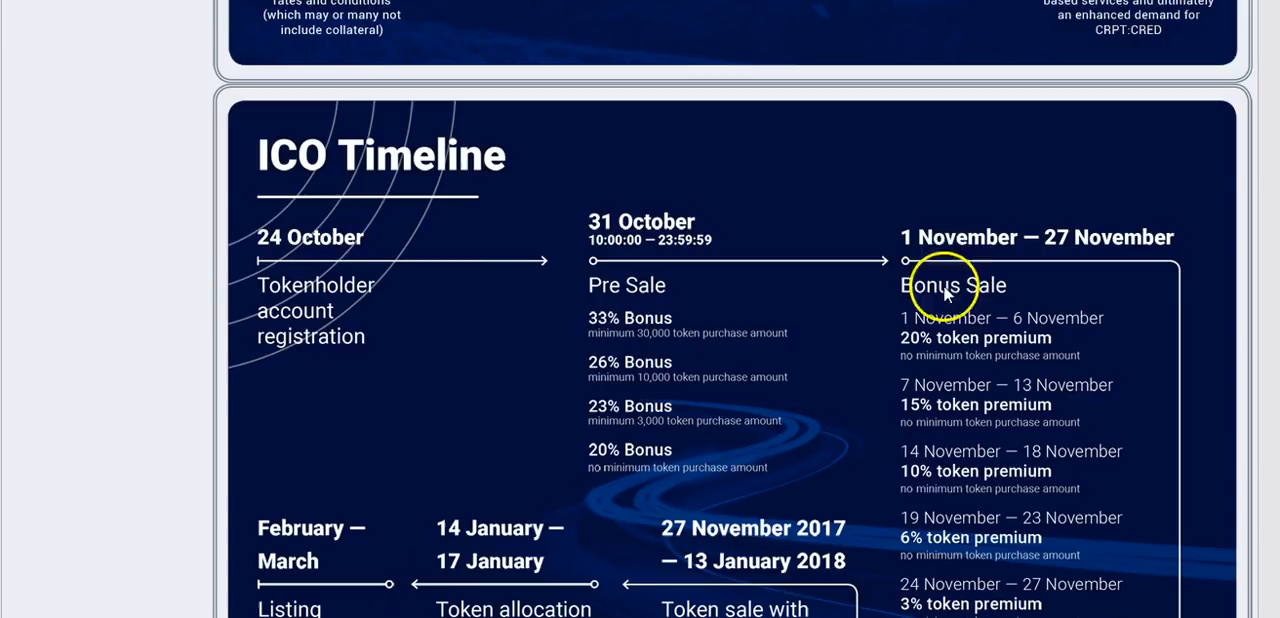 rates and conditions
(which may or many not
include collateral)
based services and ultimately
an enhanced demand for
CRPT:CRED
ICO Timeline
24 October
Tokenholder
account
registration
31 October
10:00:00 — 23:59:59
Pre Sale
33% Bonus
minimum 30,000 token purchase amount
26% Bonus
minimum 10,000 token purchase amount
23% Bonus
minimum 3,000 token purchase amount
20% Bonus
no minimum token purchase amount
1 November — 27 November
Bonus Sale
1 November — 6 November
20% token premium
no minimum token purchase amount
7 November — 13 November
15% token premium
no minimum token purchase amount
14 November — 18 November
10% token premium
no minimum token purchase amount
19 November — 23 November
6% token premium
no minimum token purchase amount
24 November — 27 November
3% token premium
February —
March
Listing
14 January —
17 January
Token allocation
27 November 2017
— 13 January 2018
Token sale with